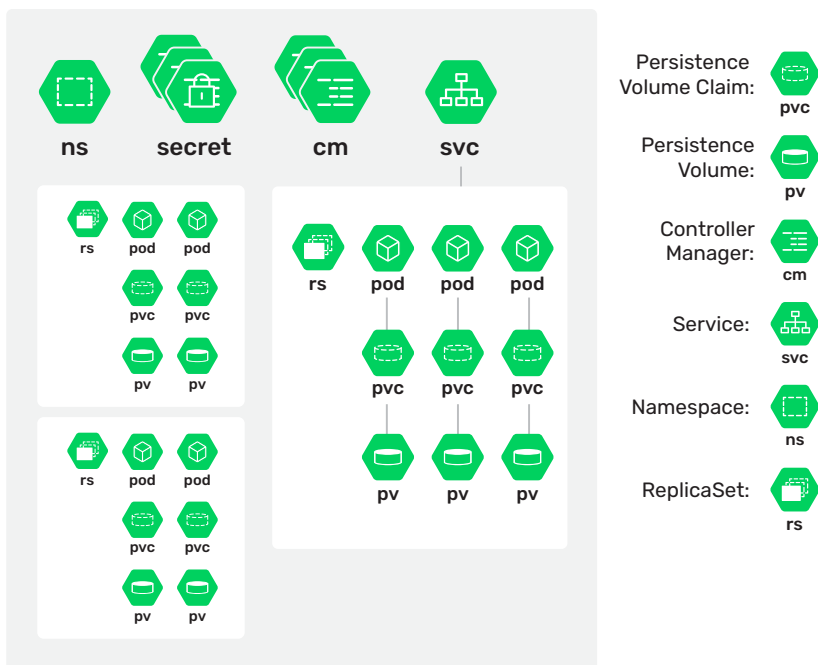 ns secret cm svc
rs pod pod
pvc pvc
pv pv
rs pod pod
pvc pvc
pv pv
rs pod pod pod
pvc pvc pvc
pv pv pv
Persistence
Volume Claim:
pvc
Persistence
Volume:
pv
Controller
Manager:
cm
Service:
svc
Namespace:
ns
ReplicaSet:
rs